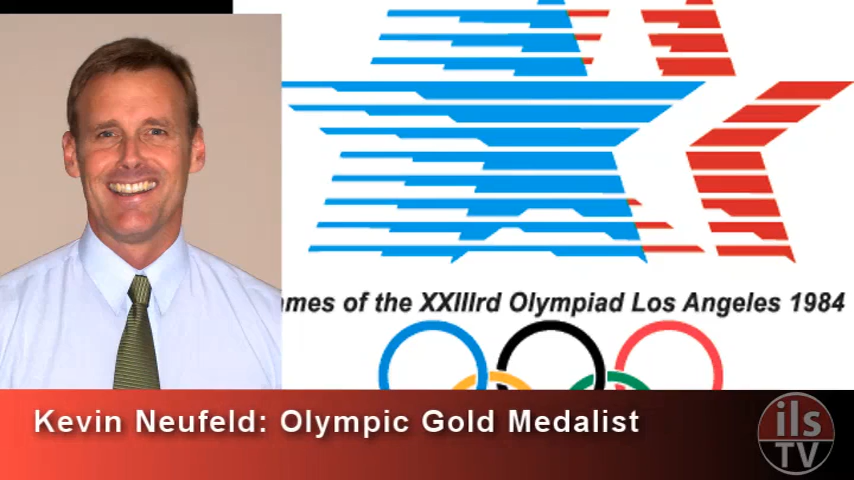 ames of the XXIIIrd Olympiad Los Angeles 1984
Kevin Neufeld: Olympic Gold Medalist
ils
TV